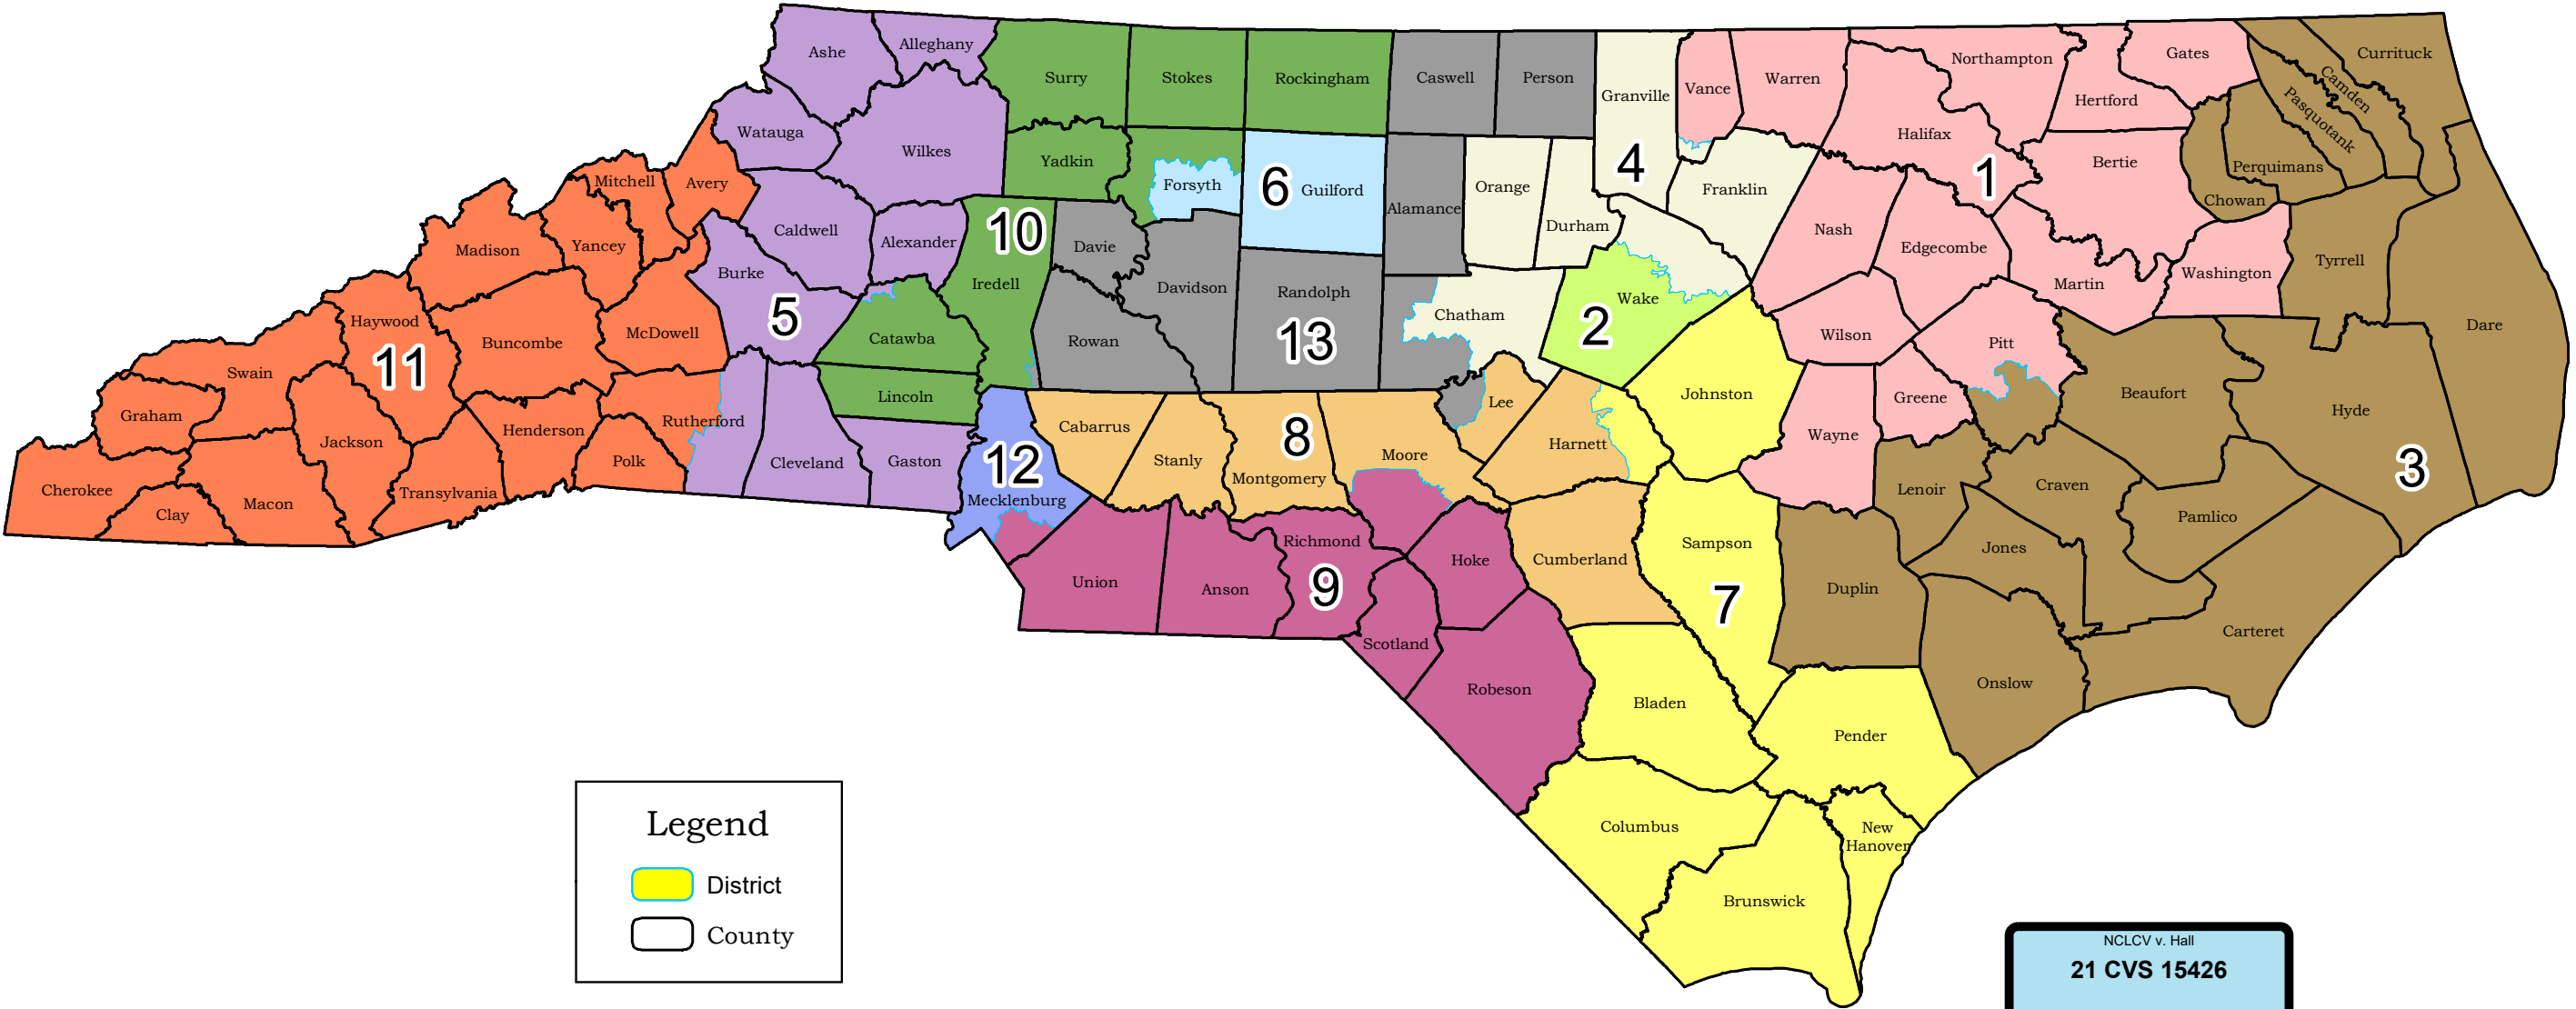 Ashe
Alleghany
Surry
Stokes
Rockingham
Caswell
Person
Granville
Vance
Warren
Northampton
Gates
Currituck
Camden
Pasquotank
Hertford
Halifax
Bertie
Perquimans
Chowan
Watauga
Wilkes
Yadkin
Forsyth
6
Guilford
Alamance
Orange
Durham
4
Franklin
1
Mitchell
Avery
Madison
Yancey
Caldwell
Alexander
10
Iredell
Davie
Davidson
Randolph
13
Chatham
Wake
2
Nash
Edgecombe
Martin
Washington
Tyrrell
Dare
Burke
5
Haywood
11
Buncombe
McDowell
Catawba
Rowan
Wilson
Pitt
Swain
Graham
Jackson
Henderson
Rutherford
Polk
Lincoln
Cabarrus
8
Stanly
Montgomery
Moore
Lee
Harnett
Johnston
Wayne
Greene
Beaufort
Hyde
3
Cherokee
Clay
Macon
Transylvania
Cleveland
Gaston
12
Mecklenburg
Lenoir
Craven
Pamlico
Jones
Union
Anson
Richmond
9
Hoke
Scotland
Cumberland
Sampson
7
Duplin
Onslow
Carteret
Robeson
Bladen
Pender
Columbus
New
Hanover
Brunswick
Legend
District
County
NCLCV v. Hall
21 CVS 15426